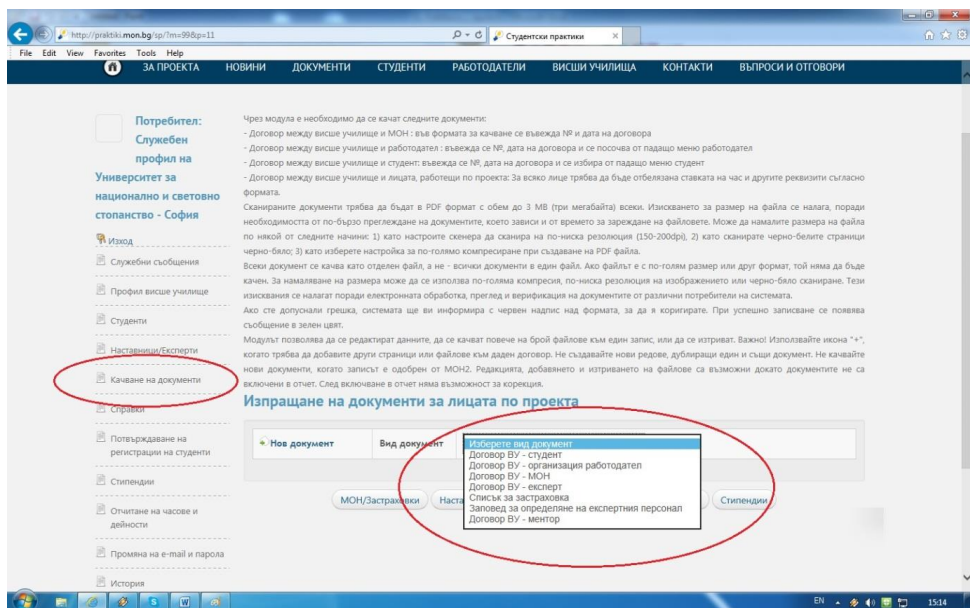 http://praktiki.mon.bg/sp/?m=99&p=11
Студентски практики
File Edit View Favorites Tools Help
ЗА ПРОЕКТА НОВИНИ ДОКУМЕНТИ СТУДЕНТИ РАБОТОДАТЕЛИ ВИСШИ УЧИЛИЩА КОНТАКТИ ВЪПРОСИ И ОТГОВОРИ
Потребител:
Служебен
профил на
Университет за
национално и световно
стопанство - София
Изход
Служебни съобщения
Профил висше училище
Студенти
Наставници/Експерти
Качване на документи
Справки
Потвърждаване на
регистрации на студенти
Стипендии
Отчитане на часове и
дейности
Промяна на e-mail и парола
История
Чрез модула е необходимо да се качат следните документи:
- Договор между висше училище и МОН : във формата за качване се въвежда № и дата на договора
- Договор между висше училище и работодател : въвежда се №, дата на договора и се посочва от падащо меню работодател
- Договор между висше училище и студент: въвежда се №, дата на договора и се избира от падащо меню студент
- Договор между висше училище и лицата, работещи по проекта: За всяко лице трябва да бъде отбелязана ставката на час и другите реквизити съгласно
формата.
Сканираните документи трябва да бъдат в PDF формат с обем до 3 MB (три мегабайта) всеки. Изискването за размер на файла се налага, поради
необходимостта от по-бързо преглеждане на документите, което зависи и от времето за зареждане на файловете. Може да намалите размера на файла
по някой от следните начини: 1) като настроите скенера да сканира на по-ниска резолюция (150-200dpi), 2) като сканирате черно-белите страници
черно-бяло; 3) като изберете настройка за по-голямо компресиране при създаване на PDF файла.
Всеки документ се качва като отделен файл, а не - всички документи в един файл. Ако файлът е с по-голям размер или друг формат, той няма да бъде
качен. За намаляване на размера може да се използва по-голяма компресия, по-ниска резолюция на изображението или черно-бяло сканиране. Тези
изисквания се налагат поради електронната обработка, преглед и верификация на документите от различни потребители на системата.
Ако сте допуснали грешка, системата ще ви информира с червен надпис над формата, за да я коригирате. При успешно записване се появява
съобщение в зелен цвят.
Модулът позволява да се редактират данните, да се качват повече на брой файлове към един запис, или да се изтриват. Важно! Използвайте икона "+",
когато трябва да добавите други страници или файлове към даден договор. Не създавайте нови редове, дублиращи един и същи документ. Не качвайте
нови документи, когато записът е одобрен от МОН2. Редакцията, добавянето и изтриването на файлове са възможни докато документите не са
включени в отчет. След включване в отчет няма възможност за корекция.
Изпращане на документи за лицата по проекта
Нов документ Вид документ
Изберете вид документ
Договор ВУ - студент
Договор ВУ - организация работодател
Договор ВУ - МОН
Договор ВУ - експерт
Списък за застраховка
Заповед за определяне на експертния персонал
Договор ВУ - ментор
МОН/Застраховки Стипендии
EN 15:14